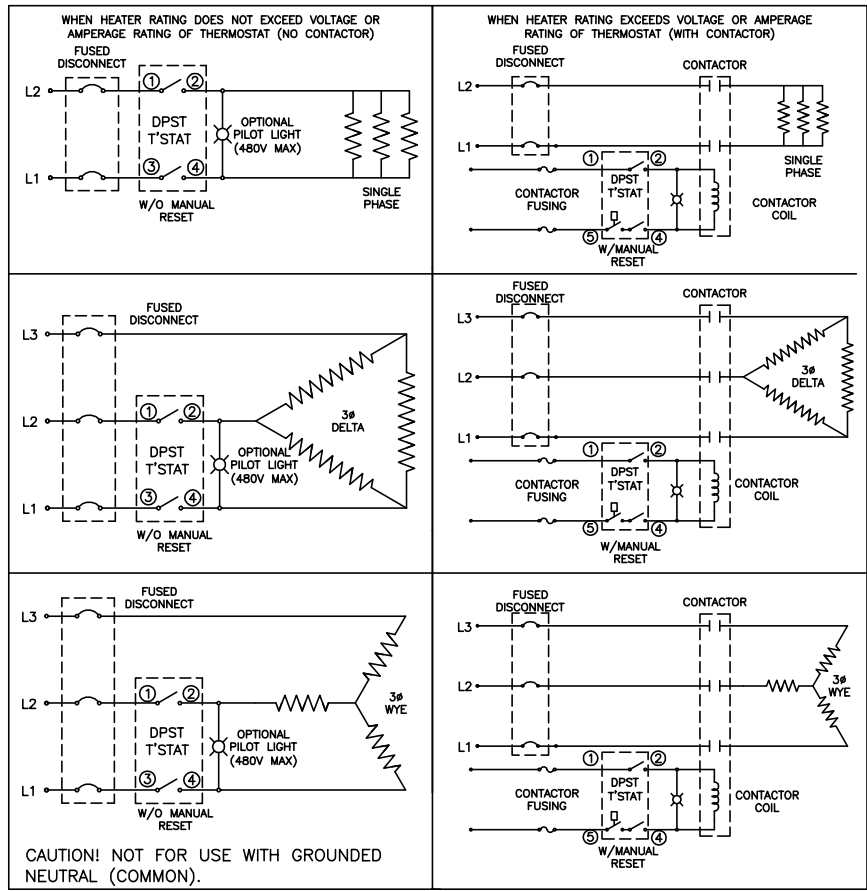 WHEN HEATER RATING DOES NOT EXCEED VOLTAGE OR
AMPERAGE RATING OF THERMOSTAT (NO CONTACTOR)
FUSED
DISCONNECT
L2
① ②
DPST
T'STAT
OPTIONAL
PILOT LIGHT
(480V MAX)
③ ④
L1
SINGLE
PHASE
W/O MANUAL
RESET
WHEN HEATER RATING EXCEEDS VOLTAGE OR AMPERAGE
RATING OF THERMOSTAT (WITH CONTACTOR)
FUSED
DISCONNECT
CONTACTOR
L2
L1
① ②
SINGLE
PHASE
DPST
T'STAT
CONTACTOR
FUSING
CONTACTOR
COIL
⑤ ④
W/MANUAL
RESET
FUSED
DISCONNECT
L3
L2
① ②
3ø
DELTA
DPST
T'STAT
OPTIONAL
PILOT LIGHT
(480V MAX)
③ ④
L1
W/O MANUAL
RESET
FUSED
DISCONNECT
CONTACTOR
L3
L2
3ø
DELTA
L1
① ②
DPST
T'STAT
CONTACTOR
FUSING
CONTACTOR
COIL
⑤ ④
W/MANUAL
RESET
FUSED
DISCONNECT
L3
L2
① ②
3ø
WYE
DPST
T'STAT
OPTIONAL
PILOT LIGHT
(480V MAX)
③ ④
L1
W/O MANUAL
RESET
CAUTION! NOT FOR USE WITH GROUNDED
NEUTRAL (COMMON).
FUSED
DISCONNECT
CONTACTOR
L3
L2
3ø
WYE
L1
① ②
DPST
T'STAT
CONTACTOR
FUSING
CONTACTOR
COIL
⑤ ④
W/MANUAL
RESET